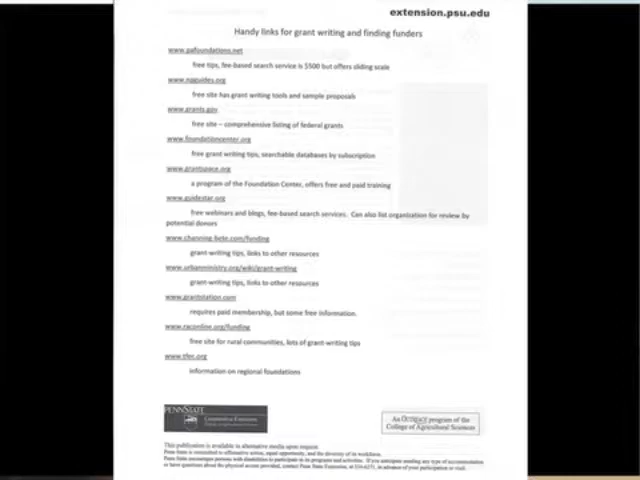 extension.psu.edu
Handy links for grant writing and finding funders
www.pafoundations.net
free tips, fee-based search service is $500 but offers sliding scale
www.npguides.org
free site has grant writing tools and sample proposals
www.grants.gov
free site – comprehensive listing of federal grants
www.foundationcenter.org
free grant writing tips, searchable databases by subscription
www.grantspace.org
a program of the Foundation Center, offers free and paid training
www.guidestar.org
free webinars and blogs, fee-based search services. Can also list organization for review by
potential donors
www.channing-bete.com/funding
grant-writing tips, links to other resources
www.urbanministry.org/wiki/grant-writing
grant-writing tips, links to other resources
www.grantstation.com
requires paid membership, but some free information.
www.raconline.org/funding
free site for rural communities, lots of grant-writing tips
www.tfec.org
information on regional foundations
PENNSTATE
Cooperative Extension
An OUTREACH program of the
College of Agricultural Sciences
This publication is available in alternative media upon request.
Penn State is committed to affirmative action, equal opportunity, and the diversity of its workforce.
Penn State encourages persons with disabilities to participate in its programs and activities. If you anticipate needing any type of accommodation
or have questions about the physical access provided, contact Penn State Extension, at in advance of your participation or visit.